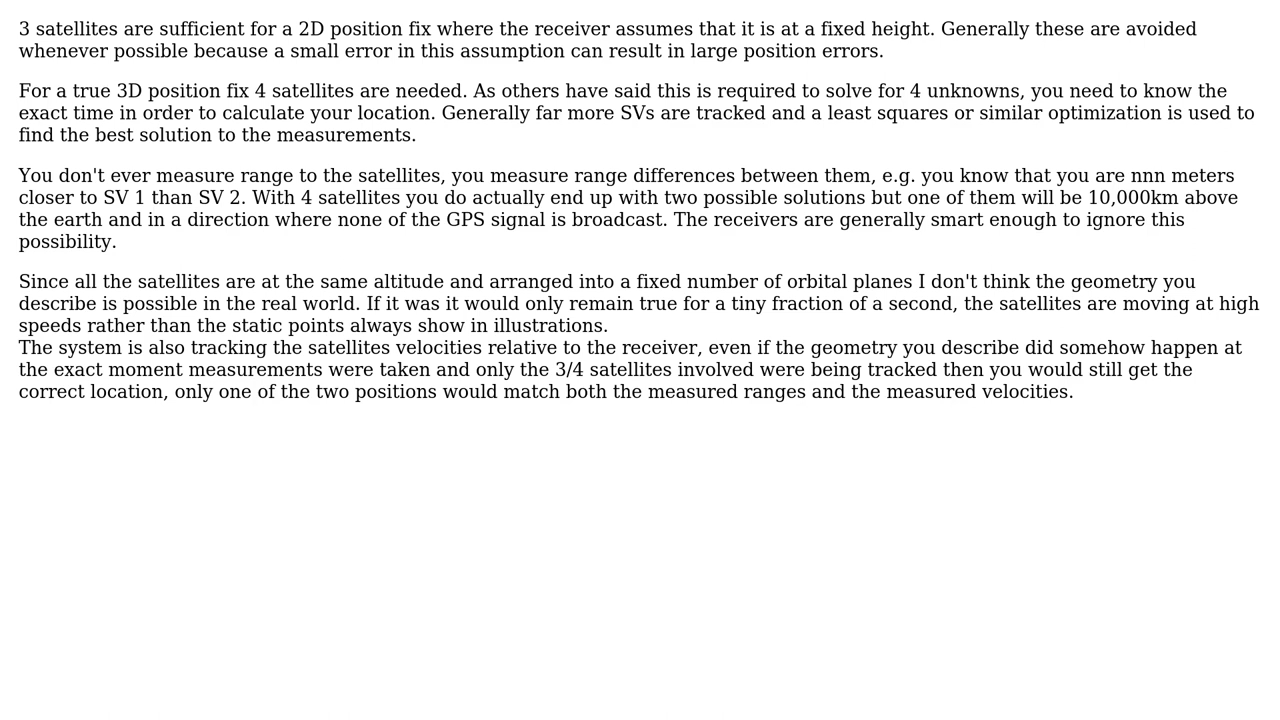 3 satellites are sufficient for a 2D position fix where the receiver assumes that it is at a fixed height. Generally these are avoided
whenever possible because a small error in this assumption can result in large position errors.
For a true 3D position fix 4 satellites are needed. As others have said this is required to solve for 4 unknowns, you need to know the
exact time in order to calculate your location. Generally far more SVs are tracked and a least squares or similar optimization is used to
find the best solution to the measurements.
You don't ever measure range to the satellites, you measure range differences between them, e.g. you know that you are nnn meters
closer to SV 1 than SV 2. With 4 satellites you do actually end up with two possible solutions but one of them will be 10,000km above
the earth and in a direction where none of the GPS signal is broadcast. The receivers are generally smart enough to ignore this
possibility.
Since all the satellites are at the same altitude and arranged into a fixed number of orbital planes I don't think the geometry you
describe is possible in the real world. If it was it would only remain true for a tiny fraction of a second, the satellites are moving at high
speeds rather than the static points always show in illustrations.
The system is also tracking the satellites velocities relative to the receiver, even if the geometry you describe did somehow happen at
the exact moment measurements were taken and only the 3/4 satellites involved were being tracked then you would still get the
correct location, only one of the two positions would match both the measured ranges and the measured velocities.